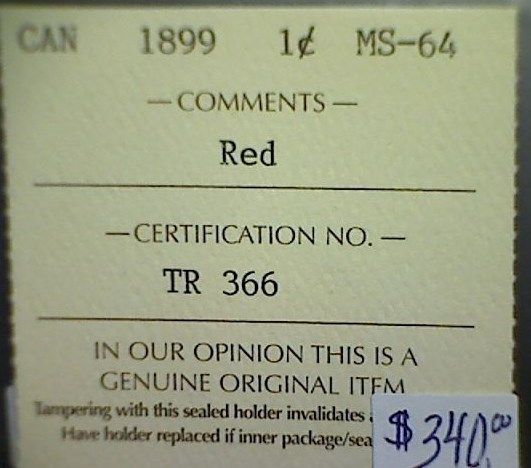 CAN 1899 1¢ MS-64
— COMMENTS —
Red
— CERTIFICATION NO. —
TR 366
IN OUR OPINION THIS IS A
GENUINE ORIGINAL ITEM
Tampering with this sealed holder invalidates
Have holder replaced if inner package/sea
$340.00